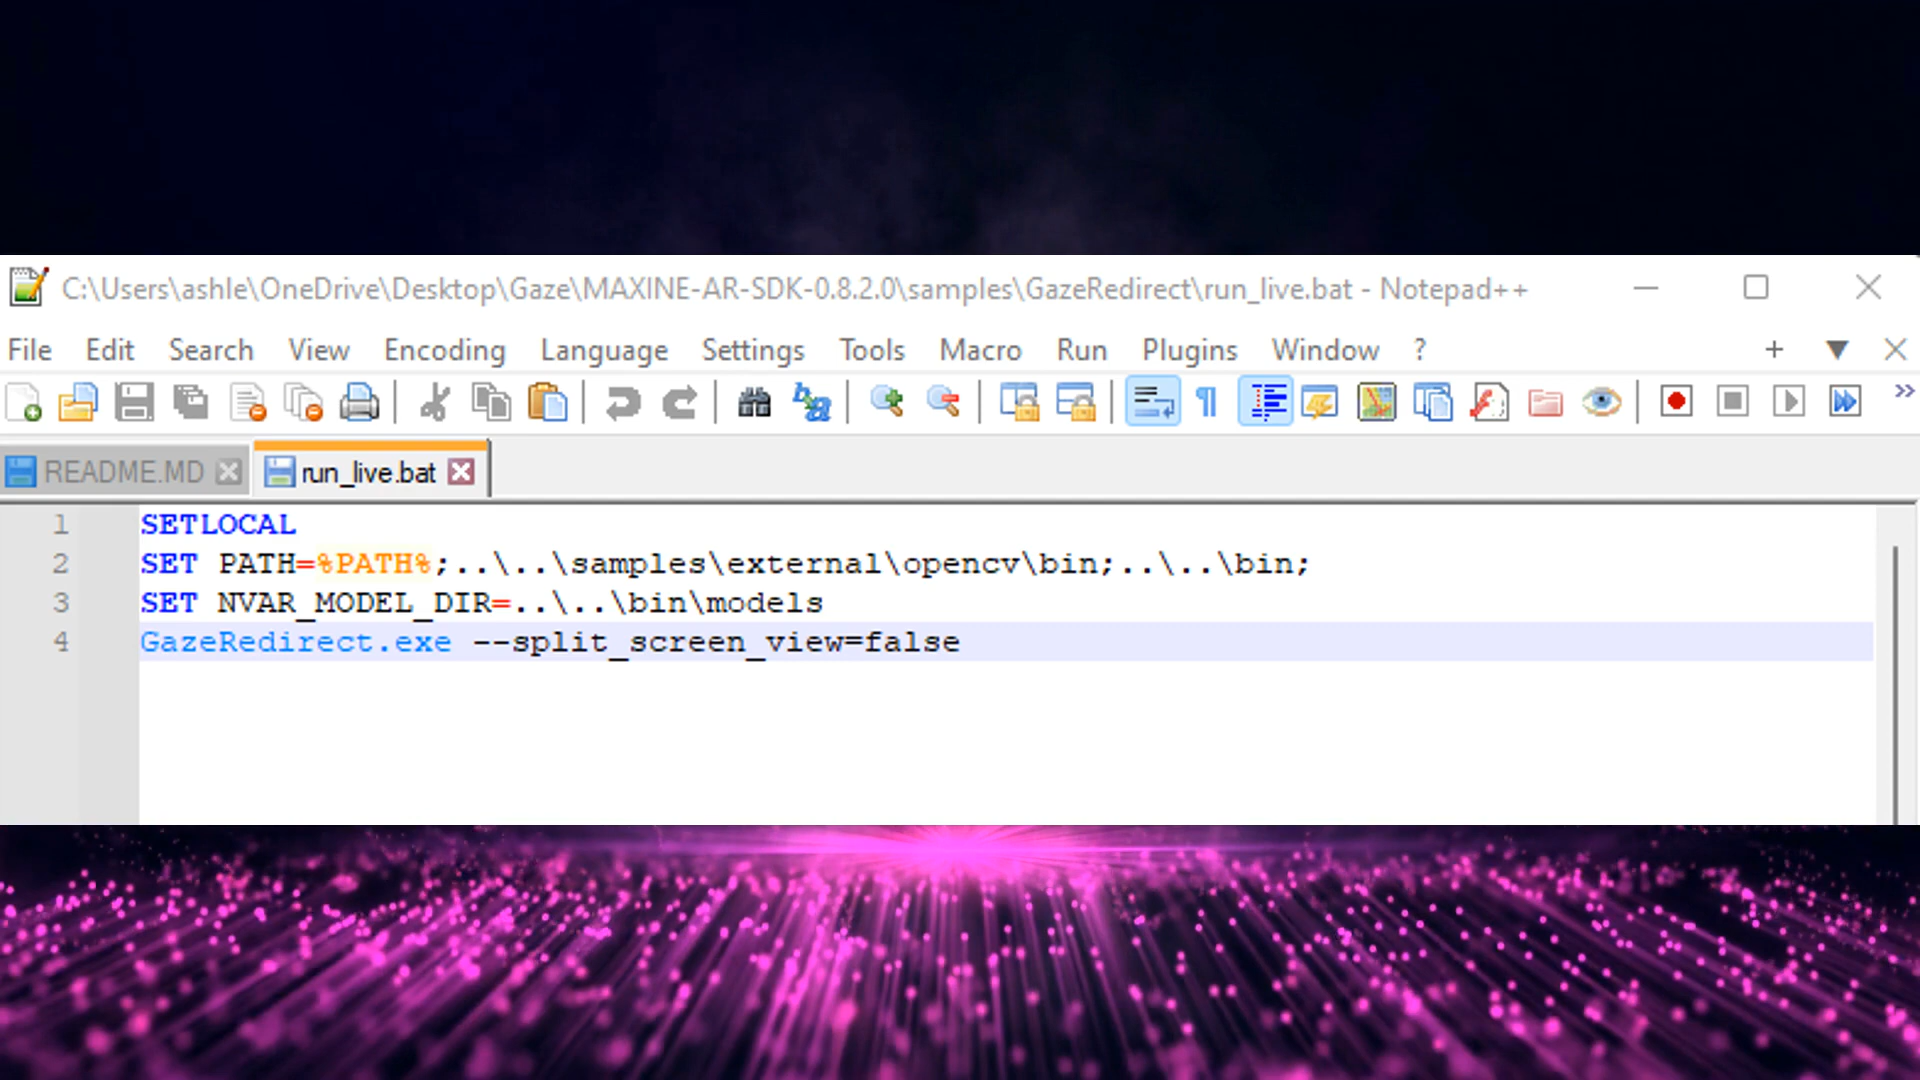 C:\Users\ashle\OneDrive\Desktop\Gaze\MAXINE-AR-SDK-0.8.2.0\samples\GazeRedirect\run_live.bat - Notepad++
File Edit Search View Encoding Language Settings Tools Macro Run Plugins Window ?
README.MD run_live.bat
1 SETLOCAL
2 SET PATH=%PATH%;..\..\samples\external\opencv\bin;..\..\bin;
3 SET NVAR_MODEL_DIR=..\..\bin\models
4 GazeRedirect.exe --split_screen_view=false